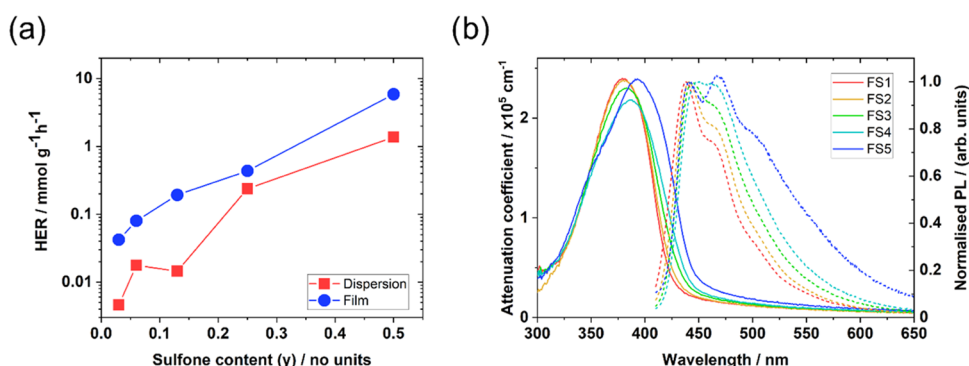 (a)
HER / mmol g⁻¹h⁻¹
10
1
0.1
0.01
0.0 0.1 0.2 0.3 0.4 0.5
Sulfone content (y) / no units
Dispersion
Film
(b)
Attenuation coefficient / x10⁵ cm⁻¹
2
1
0
300 350 400 450 500 550 600 650
Wavelength / nm
FS1
FS2
FS3
FS4
FS5
1.0
0.8
0.6
0.4
0.2
0
Normalised PL / (arb. units)